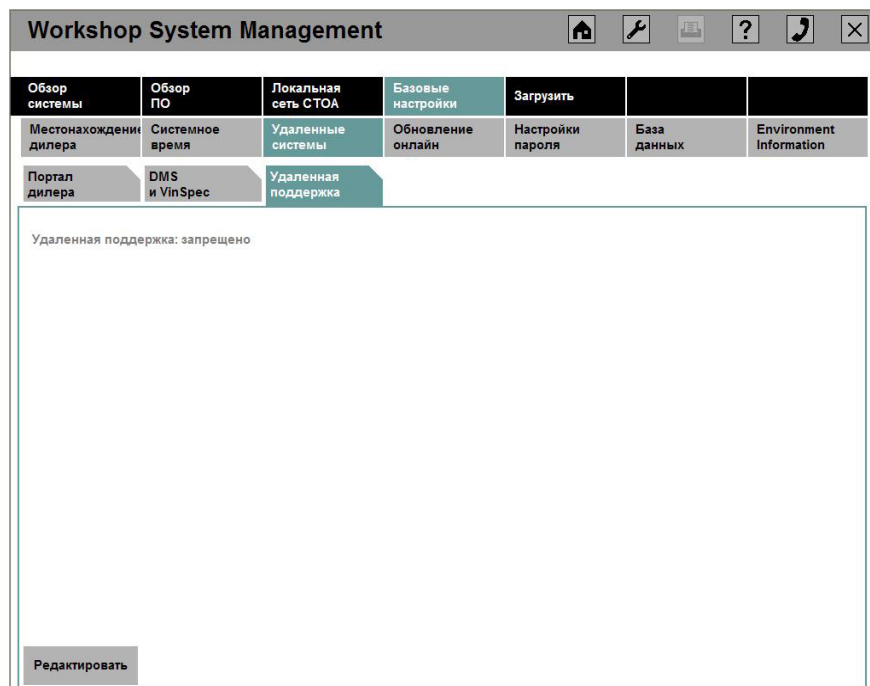 Workshop System Management
Обзор
системы
Обзор
ПО
Локальная
сеть СТОА
Базовые
настройки
Загрузить
Местонахождение
дилера
Системное
время
Удаленные
системы
Обновление
онлайн
Настройки
пароля
База
данных
Environment
Information
Портал
дилера
DMS
и VinSpec
Удаленная
поддержка
Удаленная поддержка: запрещено
Редактировать